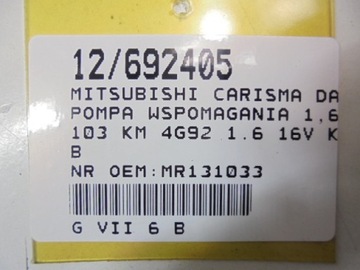 12/692405
MITSUBISHI CARISMA DA
POMPA WSPOMAGANIA 1,6
103 KM 4G92 1.6 16V K
B
NR OEM:MR131033
G VII 6 B